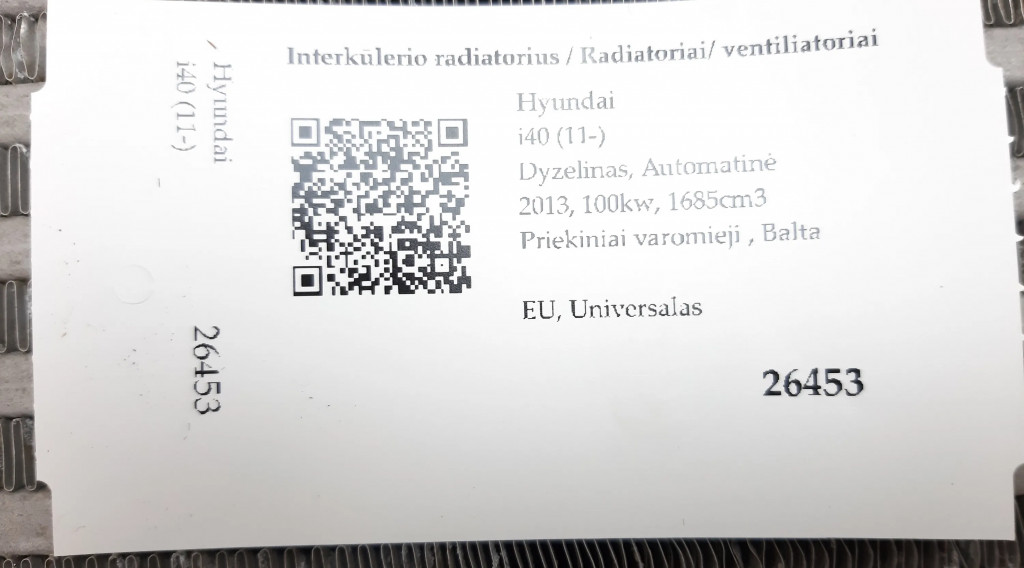 Interkūlerio radiatorius / Radiatoriai/ ventiliatoriai
Hyundai
i40 (11-)
Dyzelinas, Automatinė
2013, 100kw, 1685cm3
Priekiniai varomieji , Balta
EU, Universalas
26453
Hyundai
i40 (11-)
26453